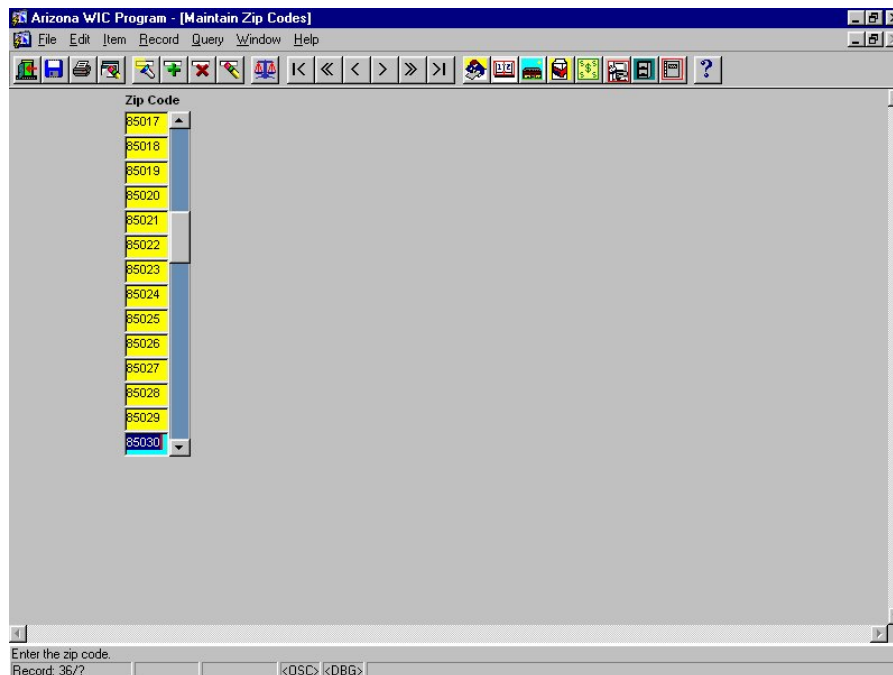 Arizona WIC Program - [Maintain Zip Codes]
File Edit Item Record Query Window Help
Zip Code
85017
85018
85019
85020
85021
85022
85023
85024
85025
85026
85027
85028
85029
85030
Enter the zip code.
Record: 36/? <OSC> <DBG>